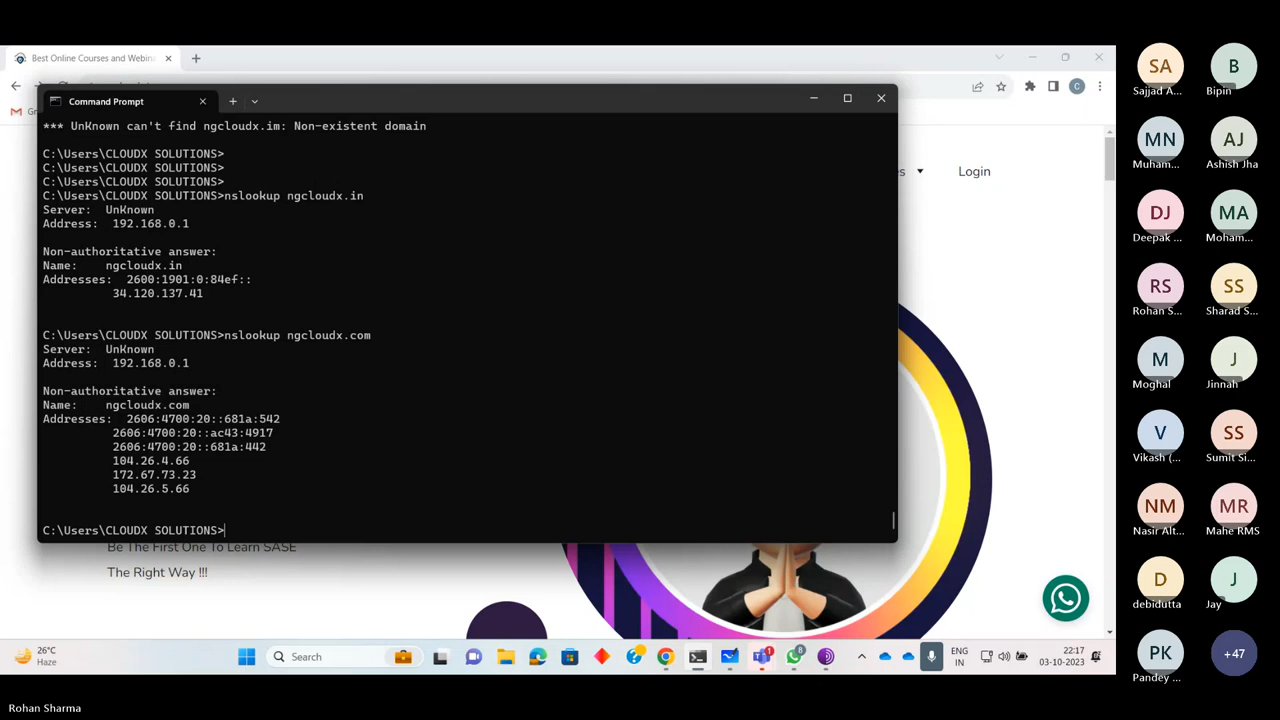 Best Online Courses and Webina
Command Prompt
*** UnKnown can't find ngcloudx.im: Non-existent domain
C:\Users\CLOUDX SOLUTIONS>
C:\Users\CLOUDX SOLUTIONS>
C:\Users\CLOUDX SOLUTIONS>
C:\Users\CLOUDX SOLUTIONS>nslookup ngcloudx.in
Server:  UnKnown
Address:  192.168.0.1
Non-authoritative answer:
Name:    ngcloudx.in
Addresses:  2600:1901:0:84ef::
34.120.137.41
C:\Users\CLOUDX SOLUTIONS>nslookup ngcloudx.com
Server:  UnKnown
Address:  192.168.0.1
Non-authoritative answer:
Name:    ngcloudx.com
Addresses:  2606:4700:20::681a:542
2606:4700:20::ac43:4917
2606:4700:20::681a:442
104.26.4.66
172.67.73.23
104.26.5.66
C:\Users\CLOUDX SOLUTIONS>
Login
Be The First One To Learn SASE
The Right Way !!!
26°C
Haze
Search
8
1
ENG
IN
22:17
03-10-2023
C
SA
Sajjad A...
B
Bipin
MN
Muham...
AJ
Ashish Jha
DJ
Deepak ...
MA
Moham...
RS
Rohan S...
SS
Sharad S...
M
Moghal
J
Jinnah
V
Vikash (...
SS
Sumit Si...
NM
Nasir Alt...
MR
Mahe RMS
D
debidutta
J
Jay
PK
Pandey ...
+47
Rohan Sharma